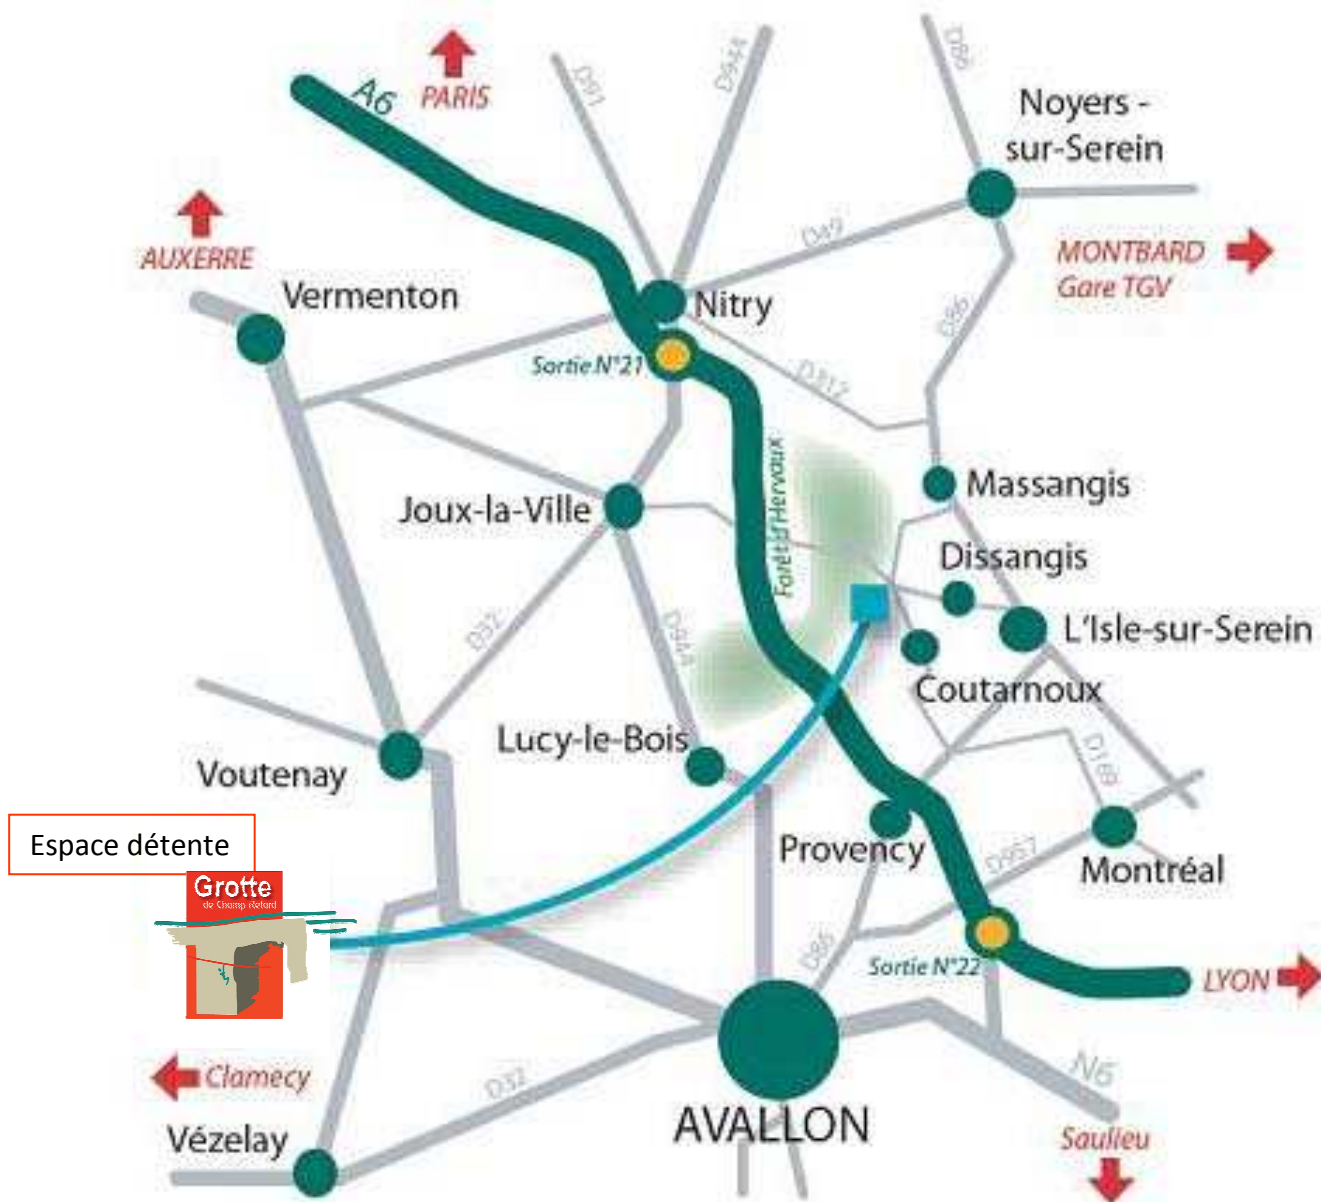 A6
PARIS
D91
D944
D86
Noyers -
sur-Serein
AUXERRE
Vermenton
D49
MONTBARD
Gare TGV
Nitry
D86
Sortie N°21
D312
Forêt d'Hervaux
Massangis
Joux-la-Ville
Dissangis
L'Isle-sur-Serein
D32
D944
Coutarnoux
Lucy-le-Bois
Voutenay
Espace détente
Provency
D957
Montréal
Grotte
D86
Sortie N°22
LYON
Clamecy
D32
N6
AVALLON
Vézelay
Saulieu